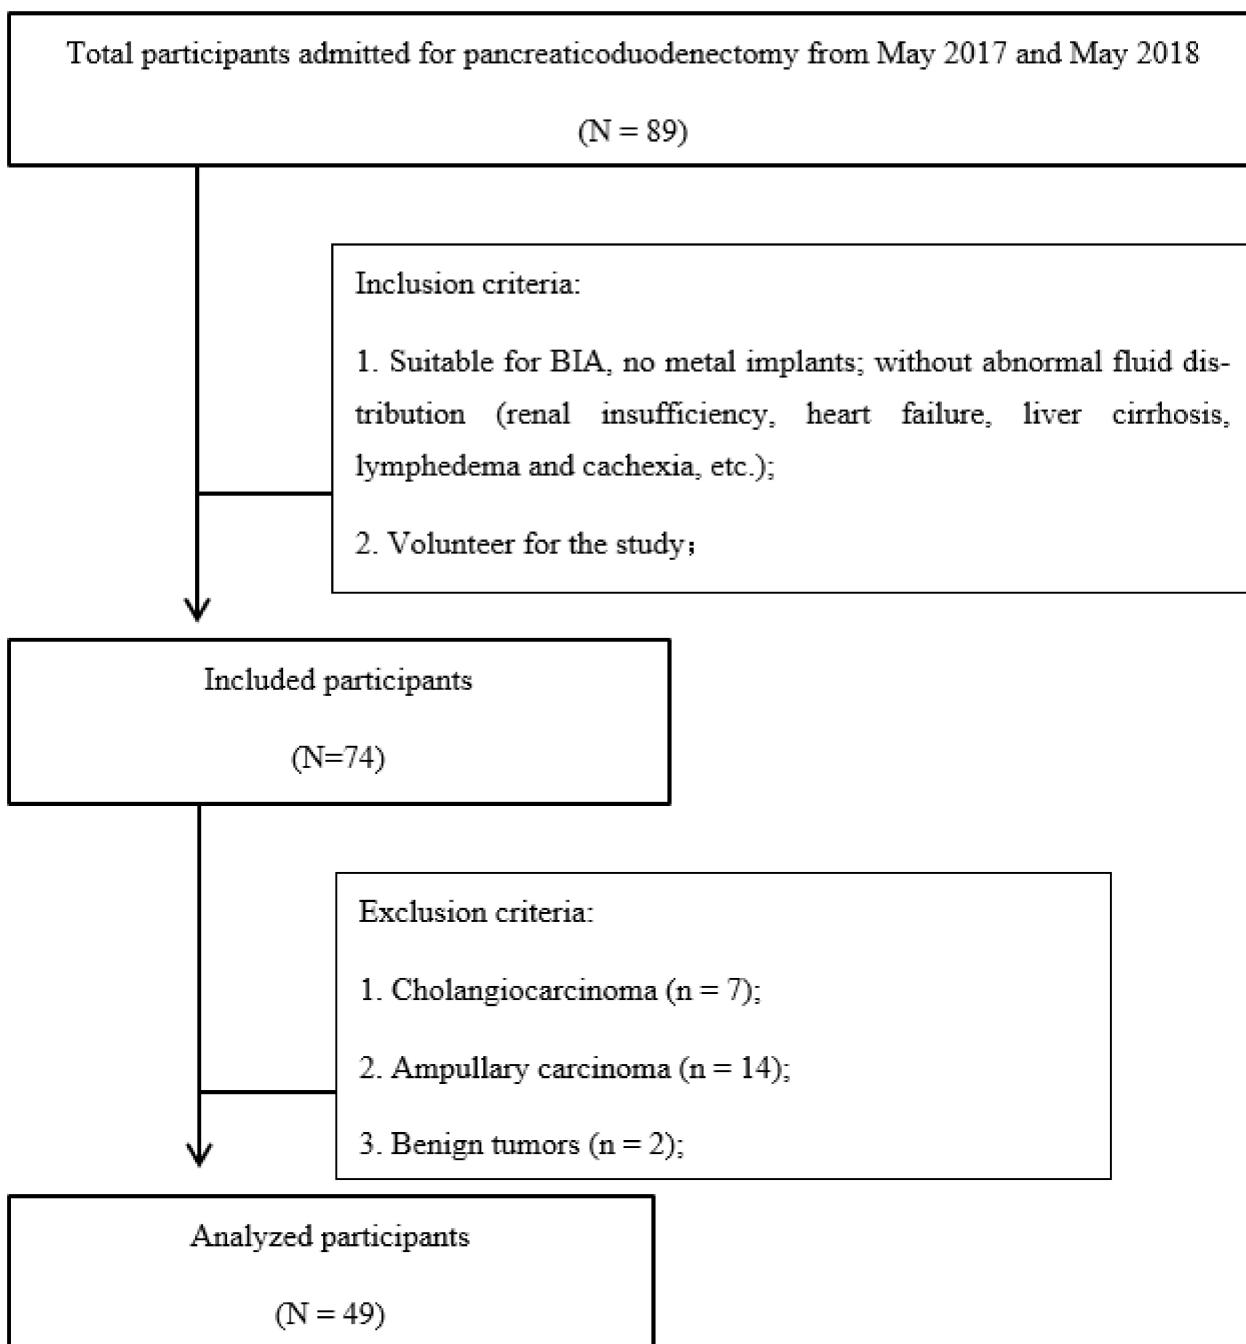 Total participants admitted for pancreaticoduodenectomy from May 2017 and May 2018
(N = 89)
Inclusion criteria:
1. Suitable for BIA, no metal implants; without abnormal fluid dis-
tribution (renal insufficiency, heart failure, liver cirrhosis,
lymphedema and cachexia, etc.);
2. Volunteer for the study；
Included participants
(N=74)
Exclusion criteria:
1. Cholangiocarcinoma (n = 7);
2. Ampullary carcinoma (n = 14);
3. Benign tumors (n = 2);
Analyzed participants
(N = 49)